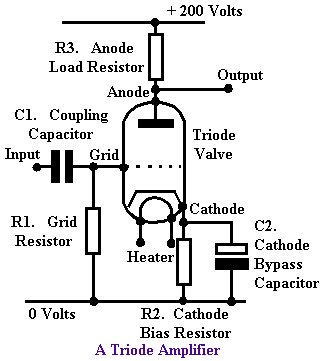 + 200 Volts
R3. Anode
Load Resistor
Output
Anode
C1. Coupling
Capacitor
Triode
Valve
Input
Grid
Cathode
R1. Grid
Resistor
C2.
Cathode
Bypass
Capacitor
Heater
0 Volts
R2. Cathode
Bias Resistor
A Triode Amplifier